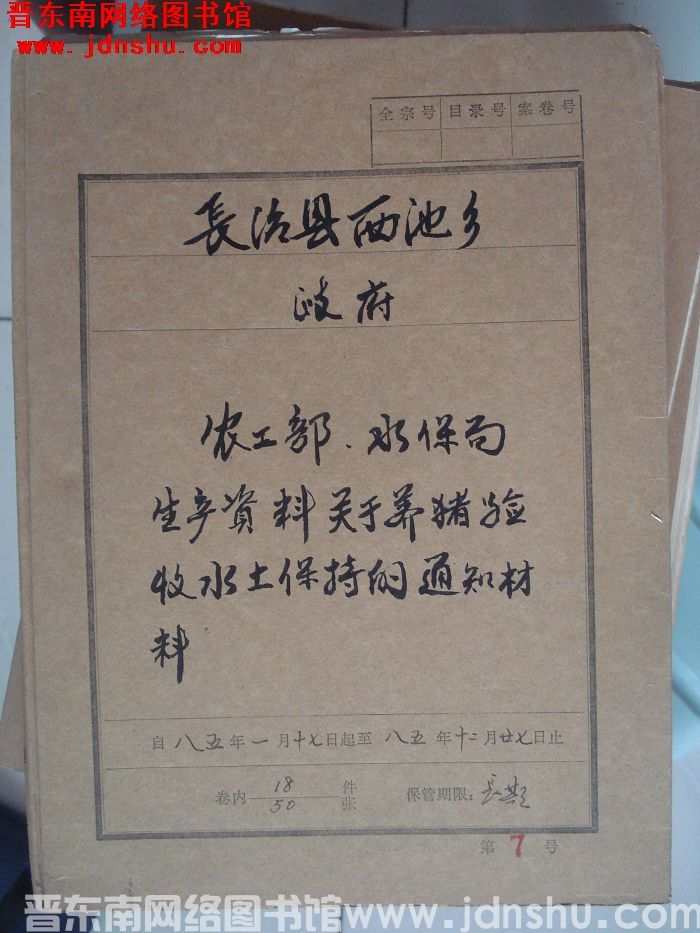 晋东南网络图书馆
www.jdnshu.com
全宗号 目录号 案卷号
長治县西池乡
政府
农工部、水保局
生产資料关于养猪验
收水土保持的通知材
料
自八五年一月十七日起至八五年十二月廿七日止
卷内 18 件
50 张
保管期限：長期
第 7 号
晋东南网络图书馆www.jdnshu.com